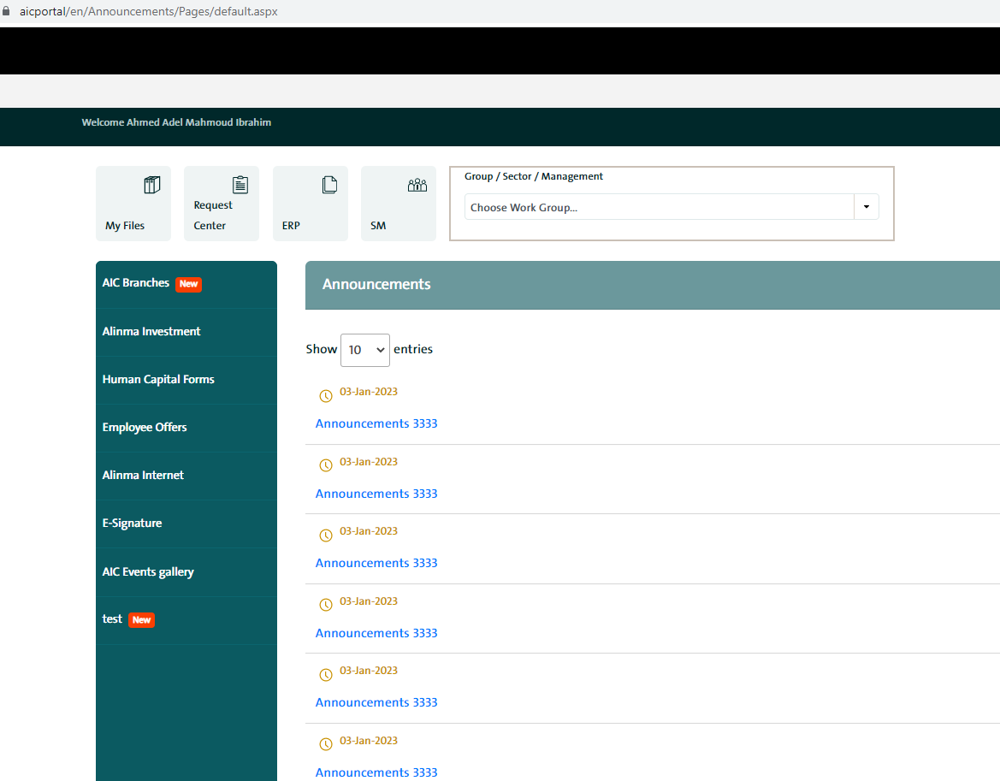 aicportal/en/Announcements/Pages/default.aspx
Welcome Ahmed Adel Mahmoud Ibrahim
My Files
Request
Center
ERP
SM
Group / Sector / Management
Choose Work Group...
AIC Branches New
Alinma Investment
Human Capital Forms
Employee Offers
Alinma Internet
E-Signature
AIC Events gallery
test New
Announcements
Show 10 entries
03-Jan-2023
Announcements 3333
03-Jan-2023
Announcements 3333
03-Jan-2023
Announcements 3333
03-Jan-2023
Announcements 3333
03-Jan-2023
Announcements 3333
03-Jan-2023
Announcements 3333